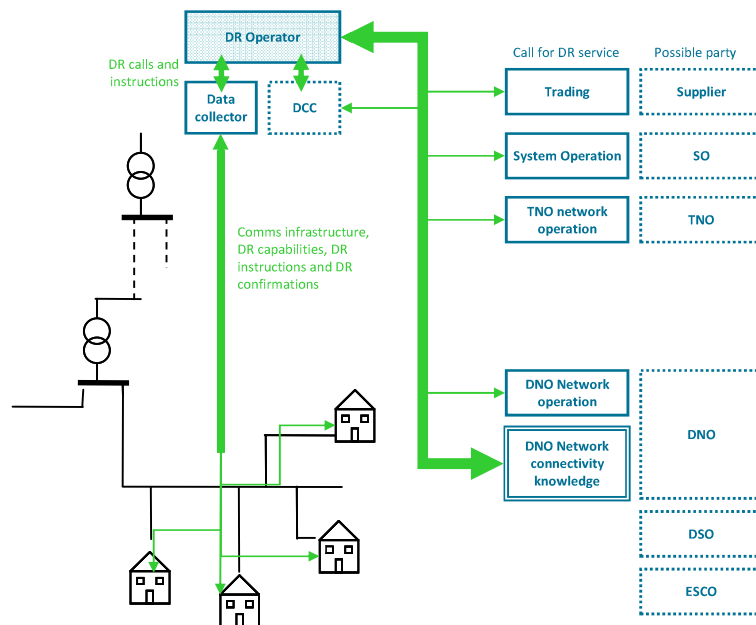 DR Operator
Call for DR service
Possible party
DR calls and
instructions
Data
collector
DCC
Trading
Supplier
System Operation
SO
TNO network
operation
TNO
Comms infrastructure,
DR capabilities, DR
instructions and DR
confirmations
DNO Network
operation
DNO
DNO Network
connectivity
knowledge
DSO
ESCO